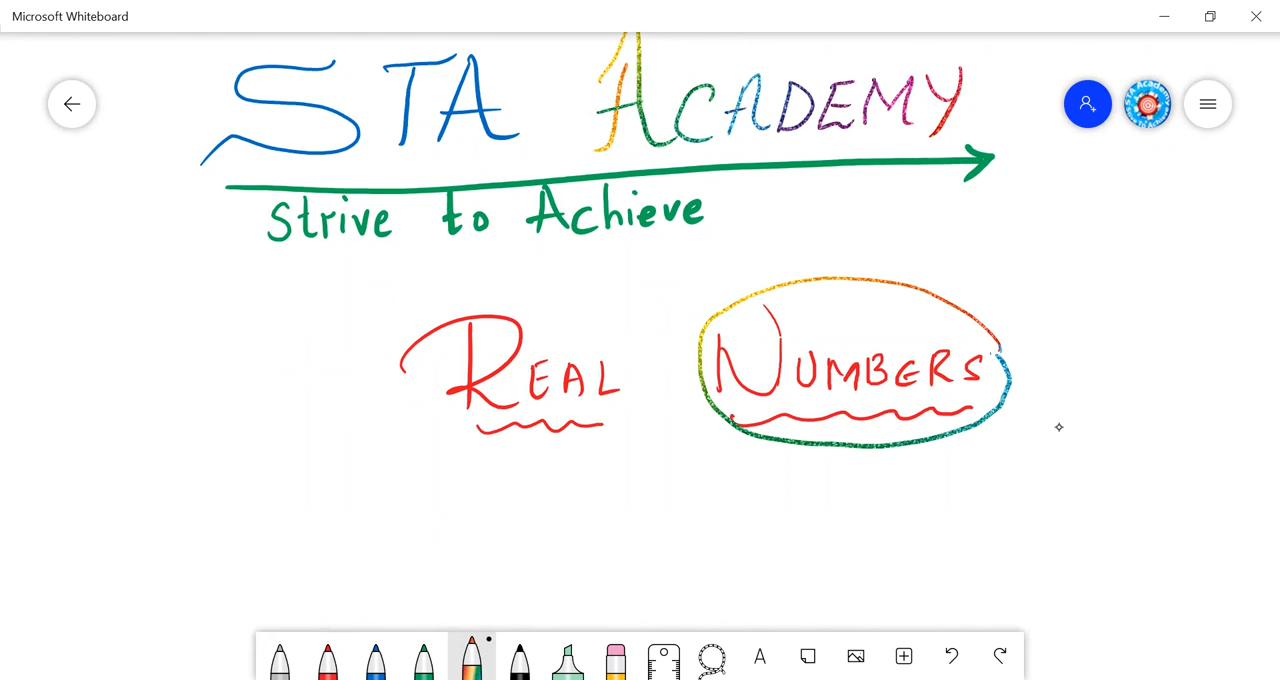 Microsoft Whiteboard
STA ACADEMY
Strive to Achieve
REAL NUMBERS
A